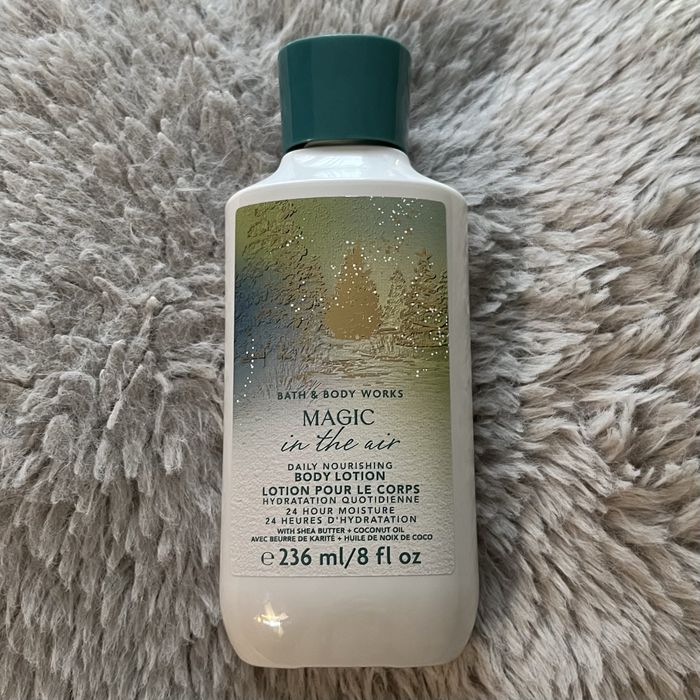 BATH & BODY WORKS
MAGIC
in the air
DAILY NOURISHING
BODY LOTION
LOTION POUR LE CORPS
HYDRATATION QUOTIDIENNE
24 HOUR MOISTURE
24 HEURES D'HYDRATATION
WITH SHEA BUTTER + COCONUT OIL
AVEC BEURRE DE KARITÉ + HUILE DE NOIX DE COCO
℮ 236 ml/8 fl oz